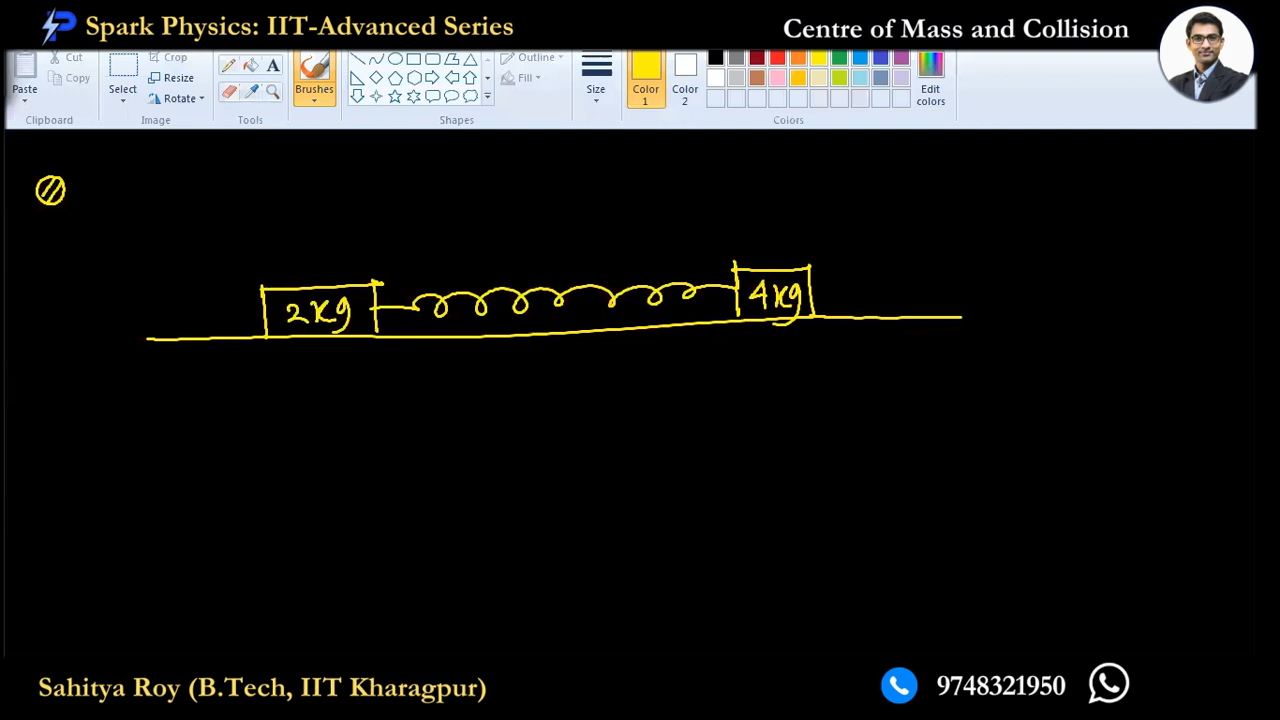 Spark Physics: IIT-Advanced Series
Centre of Mass and Collision
Paste
Cut
Copy
Clipboard
Select
Crop
Resize
Rotate
Image
A
Tools
Brushes
Shapes
Outline
Fill
Size
Color 1
Color 2
Edit colors
Colors
2kg
4kg
Sahitya Roy (B.Tech, IIT Kharagpur)
9748321950